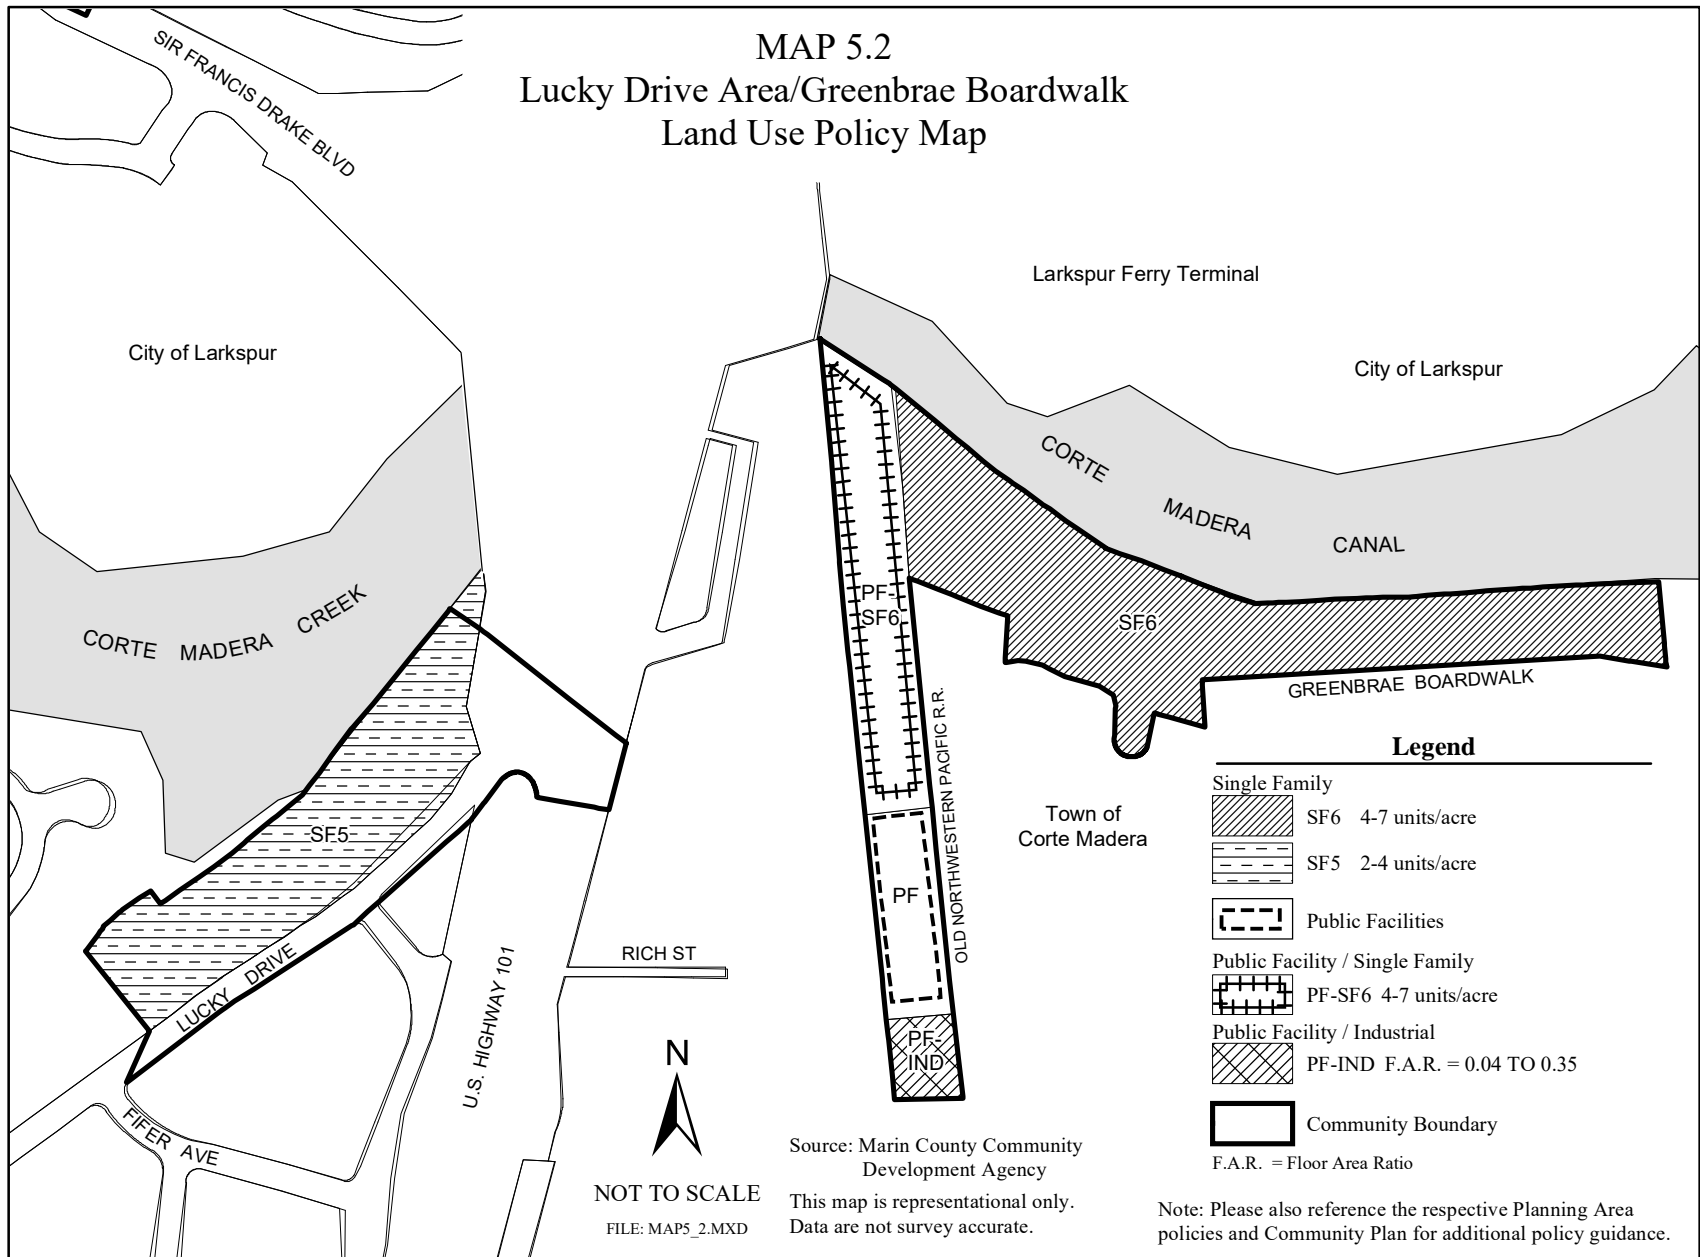 MAP 5.2
Lucky Drive Area/Greenbrae Boardwalk
Land Use Policy Map
SIR FRANCIS DRAKE BLVD
Larkspur Ferry Terminal
City of Larkspur
City of Larkspur
CORTE MADERA CANAL
CORTE MADERA CREEK
PF-
SF6
SF6
GREENBRAE BOARDWALK
SF5
OLD NORTHWESTERN PACIFIC R.R.
Town of
Corte Madera
PF
LUCKY DRIVE
U.S. HIGHWAY 101
RICH ST
PF-
IND
FIFER AVE
Legend
Single Family
SF6 4-7 units/acre
SF5 2-4 units/acre
Public Facilities
Public Facility / Single Family
PF-SF6 4-7 units/acre
Public Facility / Industrial
PF-IND F.A.R. = 0.04 TO 0.35
Community Boundary
F.A.R. = Floor Area Ratio
N
NOT TO SCALE
FILE: MAP5_2.MXD
Source: Marin County Community
Development Agency
This map is representational only.
Data are not survey accurate.
Note: Please also reference the respective Planning Area
policies and Community Plan for additional policy guidance.